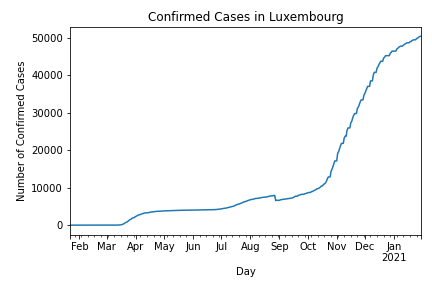 Confirmed Cases in Luxembourg
Number of Confirmed Cases
50000
40000
30000
20000
10000
0
Feb Mar Apr May Jun Jul Aug Sep Oct Nov Dec Jan
2021
Day